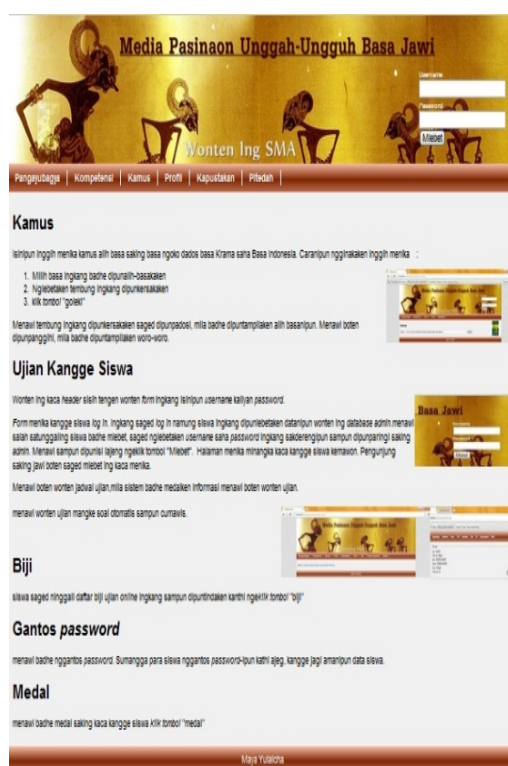 Media Pasinaon Unggah-Ungguh Basa Jawi
Username
Password
Mlebet
Wonten Ing SMA
Pangayubagya | Kompetensi | Kamus | Profil | Kapustakan | Pitedah |
Kamus
Isinipun inggih menika kamus alih basa saking basa ngoko dados basa Krama saha Basa Indonesia. Caranipun ngginakaken inggih menika :
1. Milih basa ingkang badhe dipunalih-basakaken
2. Nglebetaken tembung ingkang dipunkersakaken
3. klik tombol "goleki"
Menawi tembung ingkang dipunkersakaken saged dipunpadosi, mila badhe dipuntampilaken alih basanipun. Menawi boten
dipunpanggihi, mila badhe dipuntampilaken woro-woro.
Ujian Kangge Siswa
Wonten ing kaca header sisih tengen wonten form ingkang isinipun username kaliyan password.
Basa Jawi
Form menika kangge siswa log in. Ingkang saged log in namung siswa ingkang dipunlebetaken datanipun wonten ing database admin.menawi
salah satunggaling siswa badhe mlebet, saged nglebetaken username saha password ingkang sakderengipun sampun dipunparingi saking
admin. Menawi sampun dipunisi lajeng ngeklik tombol "Mlebet". Halaman menika minangka kaca kangge siswa kemawon. Pengunjung
saking jawi boten saged mlebet ing kaca menika.
Menawi boten wonten jadwal ujian,mila sistem badhe medalken informasi menawi boten wonten ujian.
menawi wonten ujian mangke soal otomatis sampun cumawis.
Biji
siswa saged ninggali daftar biji ujian online ingkang sampun dipuntindaken kanthi ngeklik tombol "biji"
Gantos password
menawi badhe nggantos password. Sumangga para siswa nggantos password-ipun kathi ajeg. kangge jagi amanipun data siswa.
Medal
menawi badhe medal saking kaca kangge siswa klik tombol "medal"
Maya Yulaicha